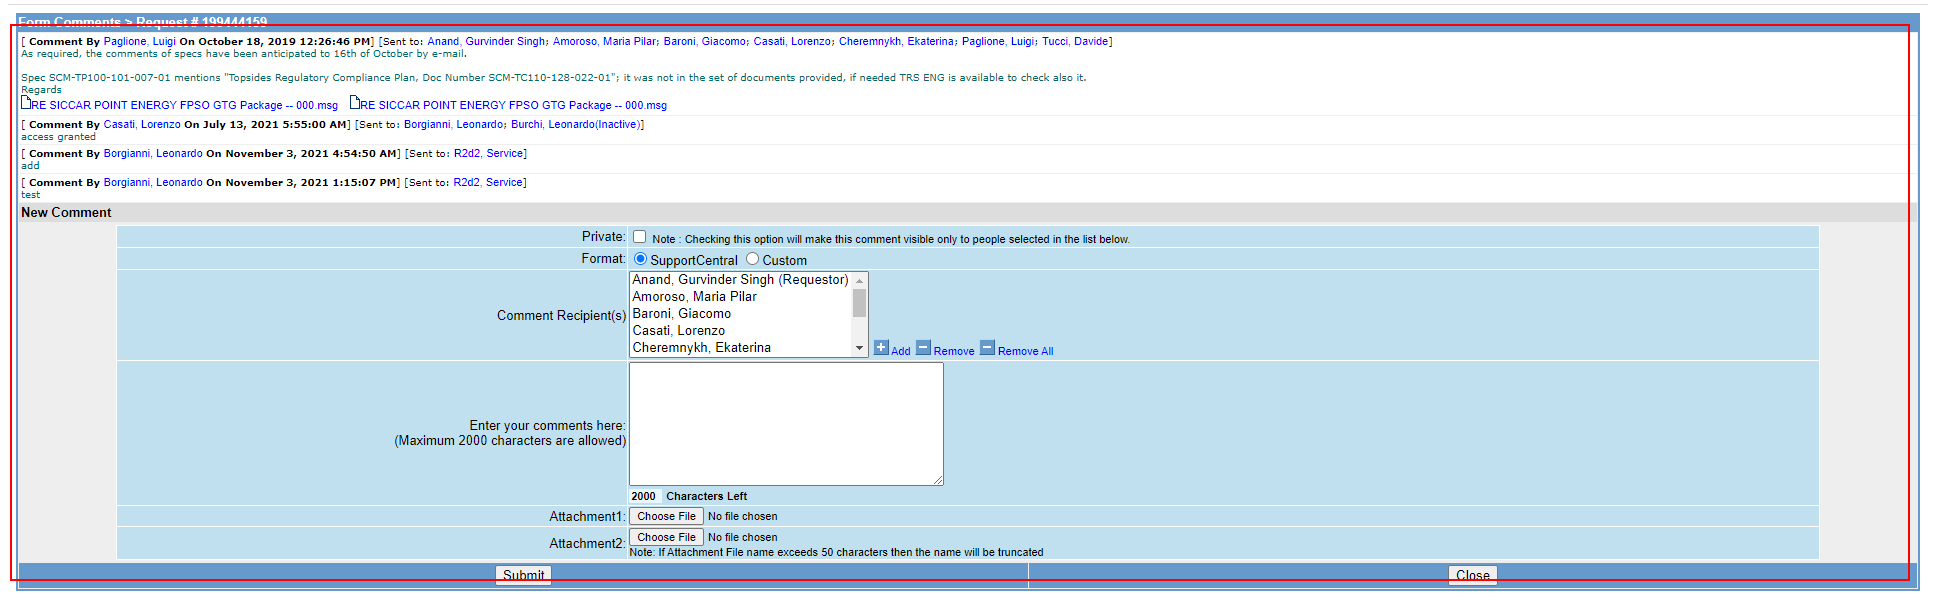 Form Comments > Request # 199444159
[ Comment By Paglione, Luigi On October 18, 2019 12:26:46 PM] [Sent to: Anand, Gurvinder Singh; Amoroso, Maria Pilar; Baroni, Giacomo; Casati, Lorenzo; Cheremnykh, Ekaterina; Paglione, Luigi; Tucci, Davide]
As required, the comments of specs have been anticipated to 16th of October by e-mail.
Spec SCM-TP100-101-007-01 mentions "Topsides Regulatory Compliance Plan, Doc Number SCM-TC110-128-022-01"; it was not in the set of documents provided, if needed TRS ENG is available to check also it.
Regards
RE SICCAR POINT ENERGY FPSO GTG Package -- 000.msg RE SICCAR POINT ENERGY FPSO GTG Package -- 000.msg
[ Comment By Casati, Lorenzo On July 13, 2021 5:55:00 AM] [Sent to: Borgianni, Leonardo; Burchi, Leonardo(Inactive)]
access granted
[ Comment By Borgianni, Leonardo On November 3, 2021 4:54:50 AM] [Sent to: R2d2, Service]
add
[ Comment By Borgianni, Leonardo On November 3, 2021 1:15:07 PM] [Sent to: R2d2, Service]
test
New Comment
Private: Note : Checking this option will make this comment visible only to people selected in the list below.
Format: SupportCentral Custom
Comment Recipient(s)
Anand, Gurvinder Singh (Requestor)
Amoroso, Maria Pilar
Baroni, Giacomo
Casati, Lorenzo
Cheremnykh, Ekaterina
Add Remove Remove All
Enter your comments here:
(Maximum 2000 characters are allowed)
2000 Characters Left
Attachment1: Choose File No file chosen
Attachment2: Choose File No file chosen
Note: If Attachment File name exceeds 50 characters then the name will be truncated
Submit Close